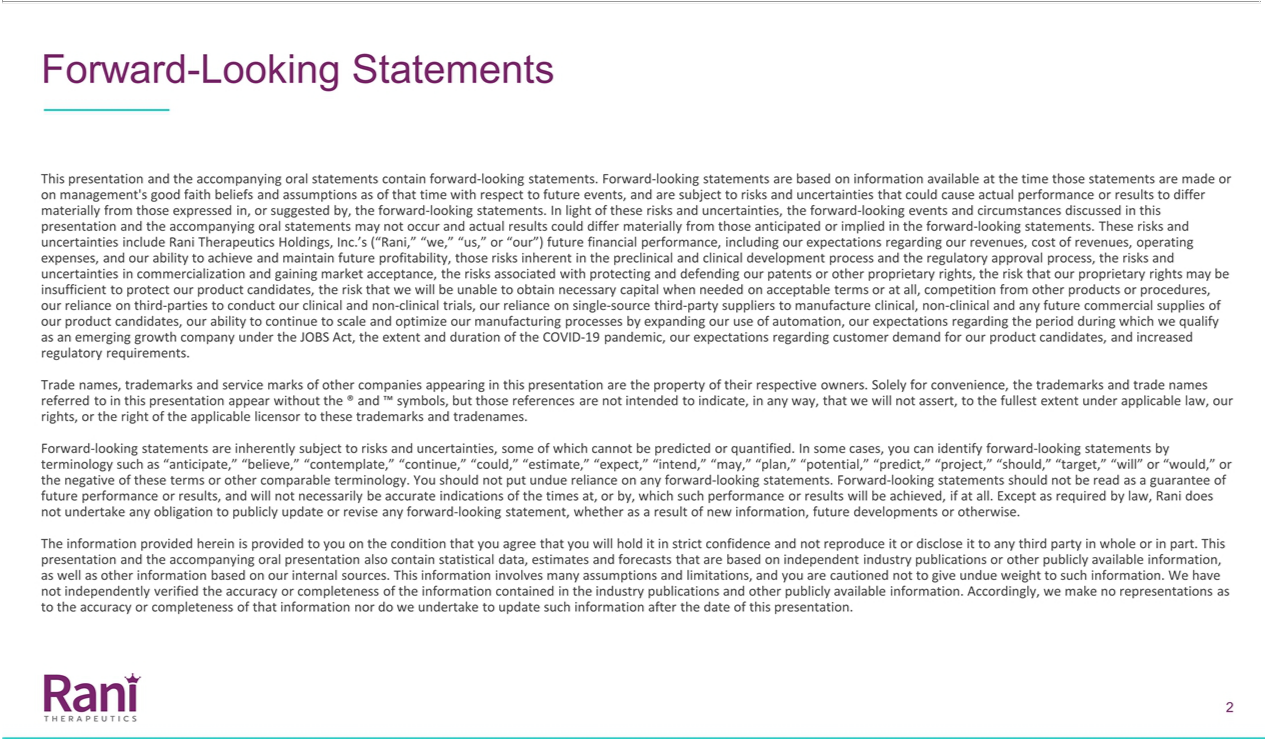 Forward-Looking Statements
This presentation and the accompanying oral statements contain forward-looking statements. Forward-looking statements are based on information available at the time those statements are made or
on management's good faith beliefs and assumptions as of that time with respect to future events, and are subject to risks and uncertainties that could cause actual performance or results to differ
materially from those expressed in, or suggested by, the forward-looking statements. In light of these risks and uncertainties, the forward-looking events and circumstances discussed in this
presentation and the accompanying oral statements may not occur and actual results could differ materially from those anticipated or implied in the forward-looking statements. These risks and
uncertainties include Rani Therapeutics Holdings, Inc.’s (“Rani,” “we,” “us,” or “our”) future financial performance, including our expectations regarding our revenues, cost of revenues, operating
expenses, and our ability to achieve and maintain future profitability, those risks inherent in the preclinical and clinical development process and the regulatory approval process, the risks and
uncertainties in commercialization and gaining market acceptance, the risks associated with protecting and defending our patents or other proprietary rights, the risk that our proprietary rights may be
insufficient to protect our product candidates, the risk that we will be unable to obtain necessary capital when needed on acceptable terms or at all, competition from other products or procedures,
our reliance on third-parties to conduct our clinical and non-clinical trials, our reliance on single-source third-party suppliers to manufacture clinical, non-clinical and any future commercial supplies of
our product candidates, our ability to continue to scale and optimize our manufacturing processes by expanding our use of automation, our expectations regarding the period during which we qualify
as an emerging growth company under the JOBS Act, the extent and duration of the COVID-19 pandemic, our expectations regarding customer demand for our product candidates, and increased
regulatory requirements.
Trade names, trademarks and service marks of other companies appearing in this presentation are the property of their respective owners. Solely for convenience, the trademarks and trade names
referred to in this presentation appear without the ® and ™ symbols, but those references are not intended to indicate, in any way, that we will not assert, to the fullest extent under applicable law, our
rights, or the right of the applicable licensor to these trademarks and tradenames.
Forward-looking statements are inherently subject to risks and uncertainties, some of which cannot be predicted or quantified. In some cases, you can identify forward-looking statements by
terminology such as “anticipate,” “believe,” “contemplate,” “continue,” “could,” “estimate,” “expect,” “intend,” “may,” “plan,” “potential,” “predict,” “project,” “should,” “target,” “will” or “would,” or
the negative of these terms or other comparable terminology. You should not put undue reliance on any forward-looking statements. Forward-looking statements should not be read as a guarantee of
future performance or results, and will not necessarily be accurate indications of the times at, or by, which such performance or results will be achieved, if at all. Except as required by law, Rani does
not undertake any obligation to publicly update or revise any forward-looking statement, whether as a result of new information, future developments or otherwise.
The information provided herein is provided to you on the condition that you agree that you will hold it in strict confidence and not reproduce it or disclose it to any third party in whole or in part. This
presentation and the accompanying oral presentation also contain statistical data, estimates and forecasts that are based on independent industry publications or other publicly available information,
as well as other information based on our internal sources. This information involves many assumptions and limitations, and you are cautioned not to give undue weight to such information. We have
not independently verified the accuracy or completeness of the information contained in the industry publications and other publicly available information. Accordingly, we make no representations as
to the accuracy or completeness of that information nor do we undertake to update such information after the date of this presentation.
Rani
THERAPEUTICS
2